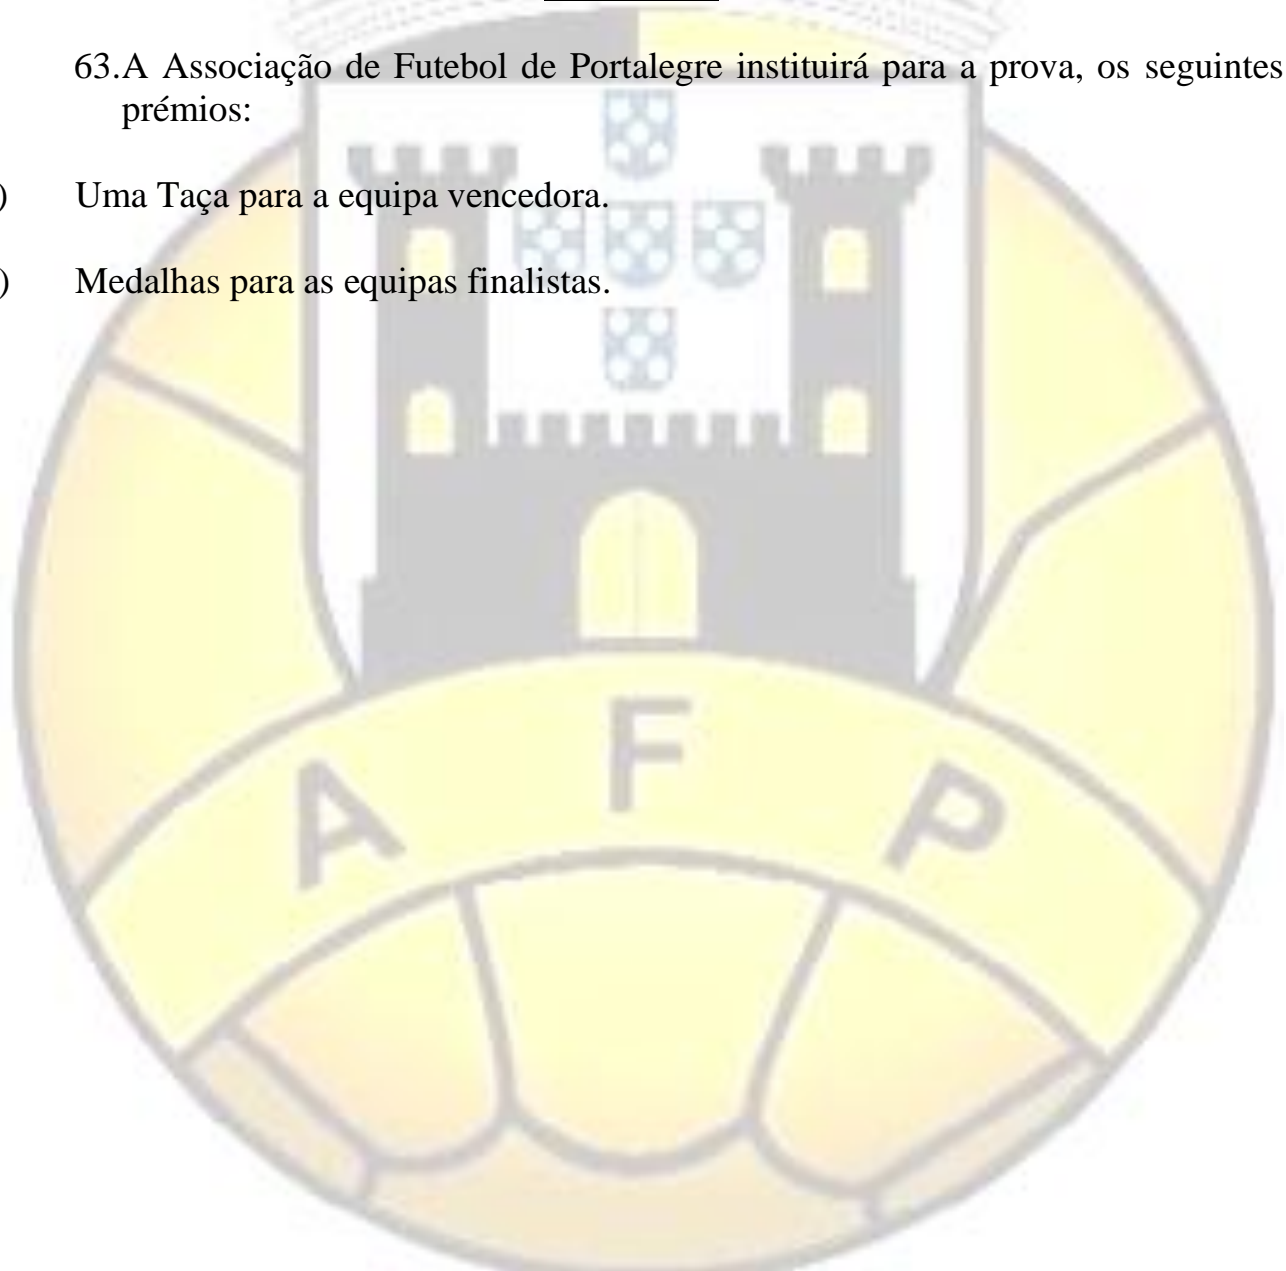 63.A Associação de Futebol de Portalegre instituirá para a prova, os seguintes
prémios:
) Uma Taça para a equipa vencedora.
) Medalhas para as equipas finalistas.
A F P